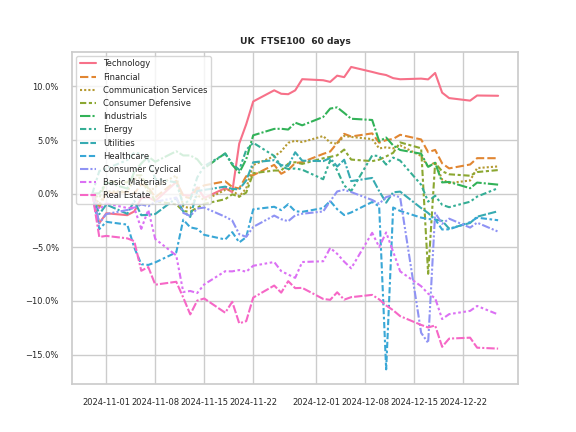 UK FTSE100 60 days
Technology
Financial
Communication Services
Consumer Defensive
Industrials
Energy
Utilities
Healthcare
Consumer Cyclical
Basic Materials
Real Estate
10.0%
5.0%
0.0%
−5.0%
−10.0%
−15.0%
2024-11-01 2024-11-08 2024-11-15 2024-11-22 2024-12-01 2024-12-08 2024-12-15 2024-12-22